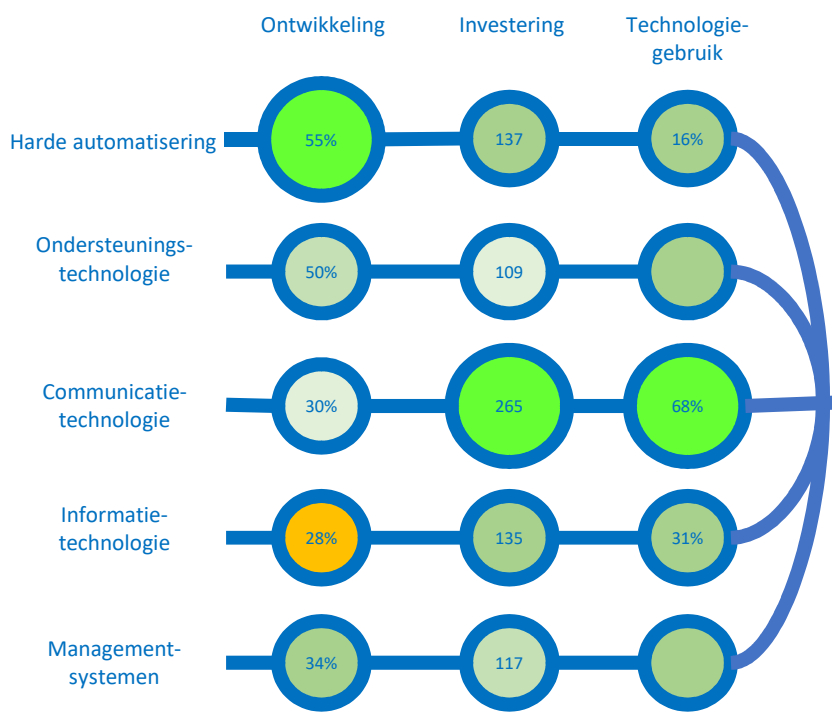 Ontwikkeling
Investering
Technologie-
gebruik
Harde automatisering
55%
137
16%
Ondersteunings-
technologie
50%
109
Communicatie-
technologie
30%
265
68%
Informatie-
technologie
28%
135
31%
Management-
systemen
34%
117